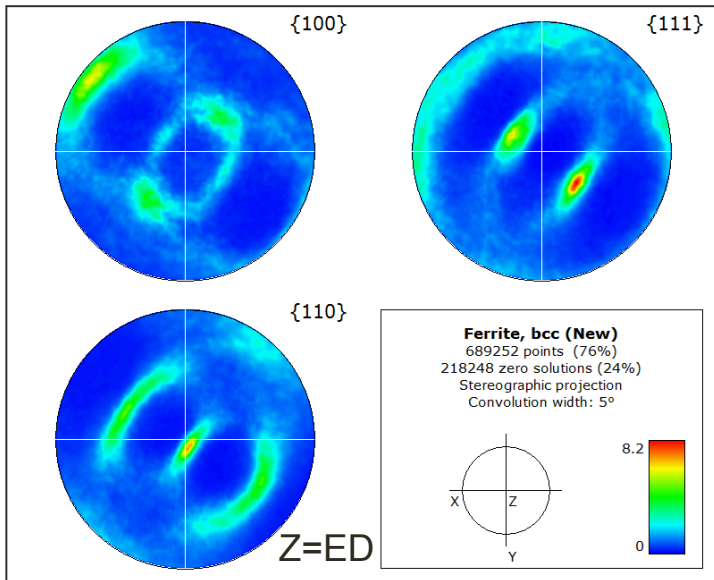 {100}
{111}
{110}
Ferrite, bcc (New)
689252 points (76%)
218248 zero solutions (24%)
Stereographic projection
Convolution width: 5°
8.2
X
Z
Y
0
Z=ED